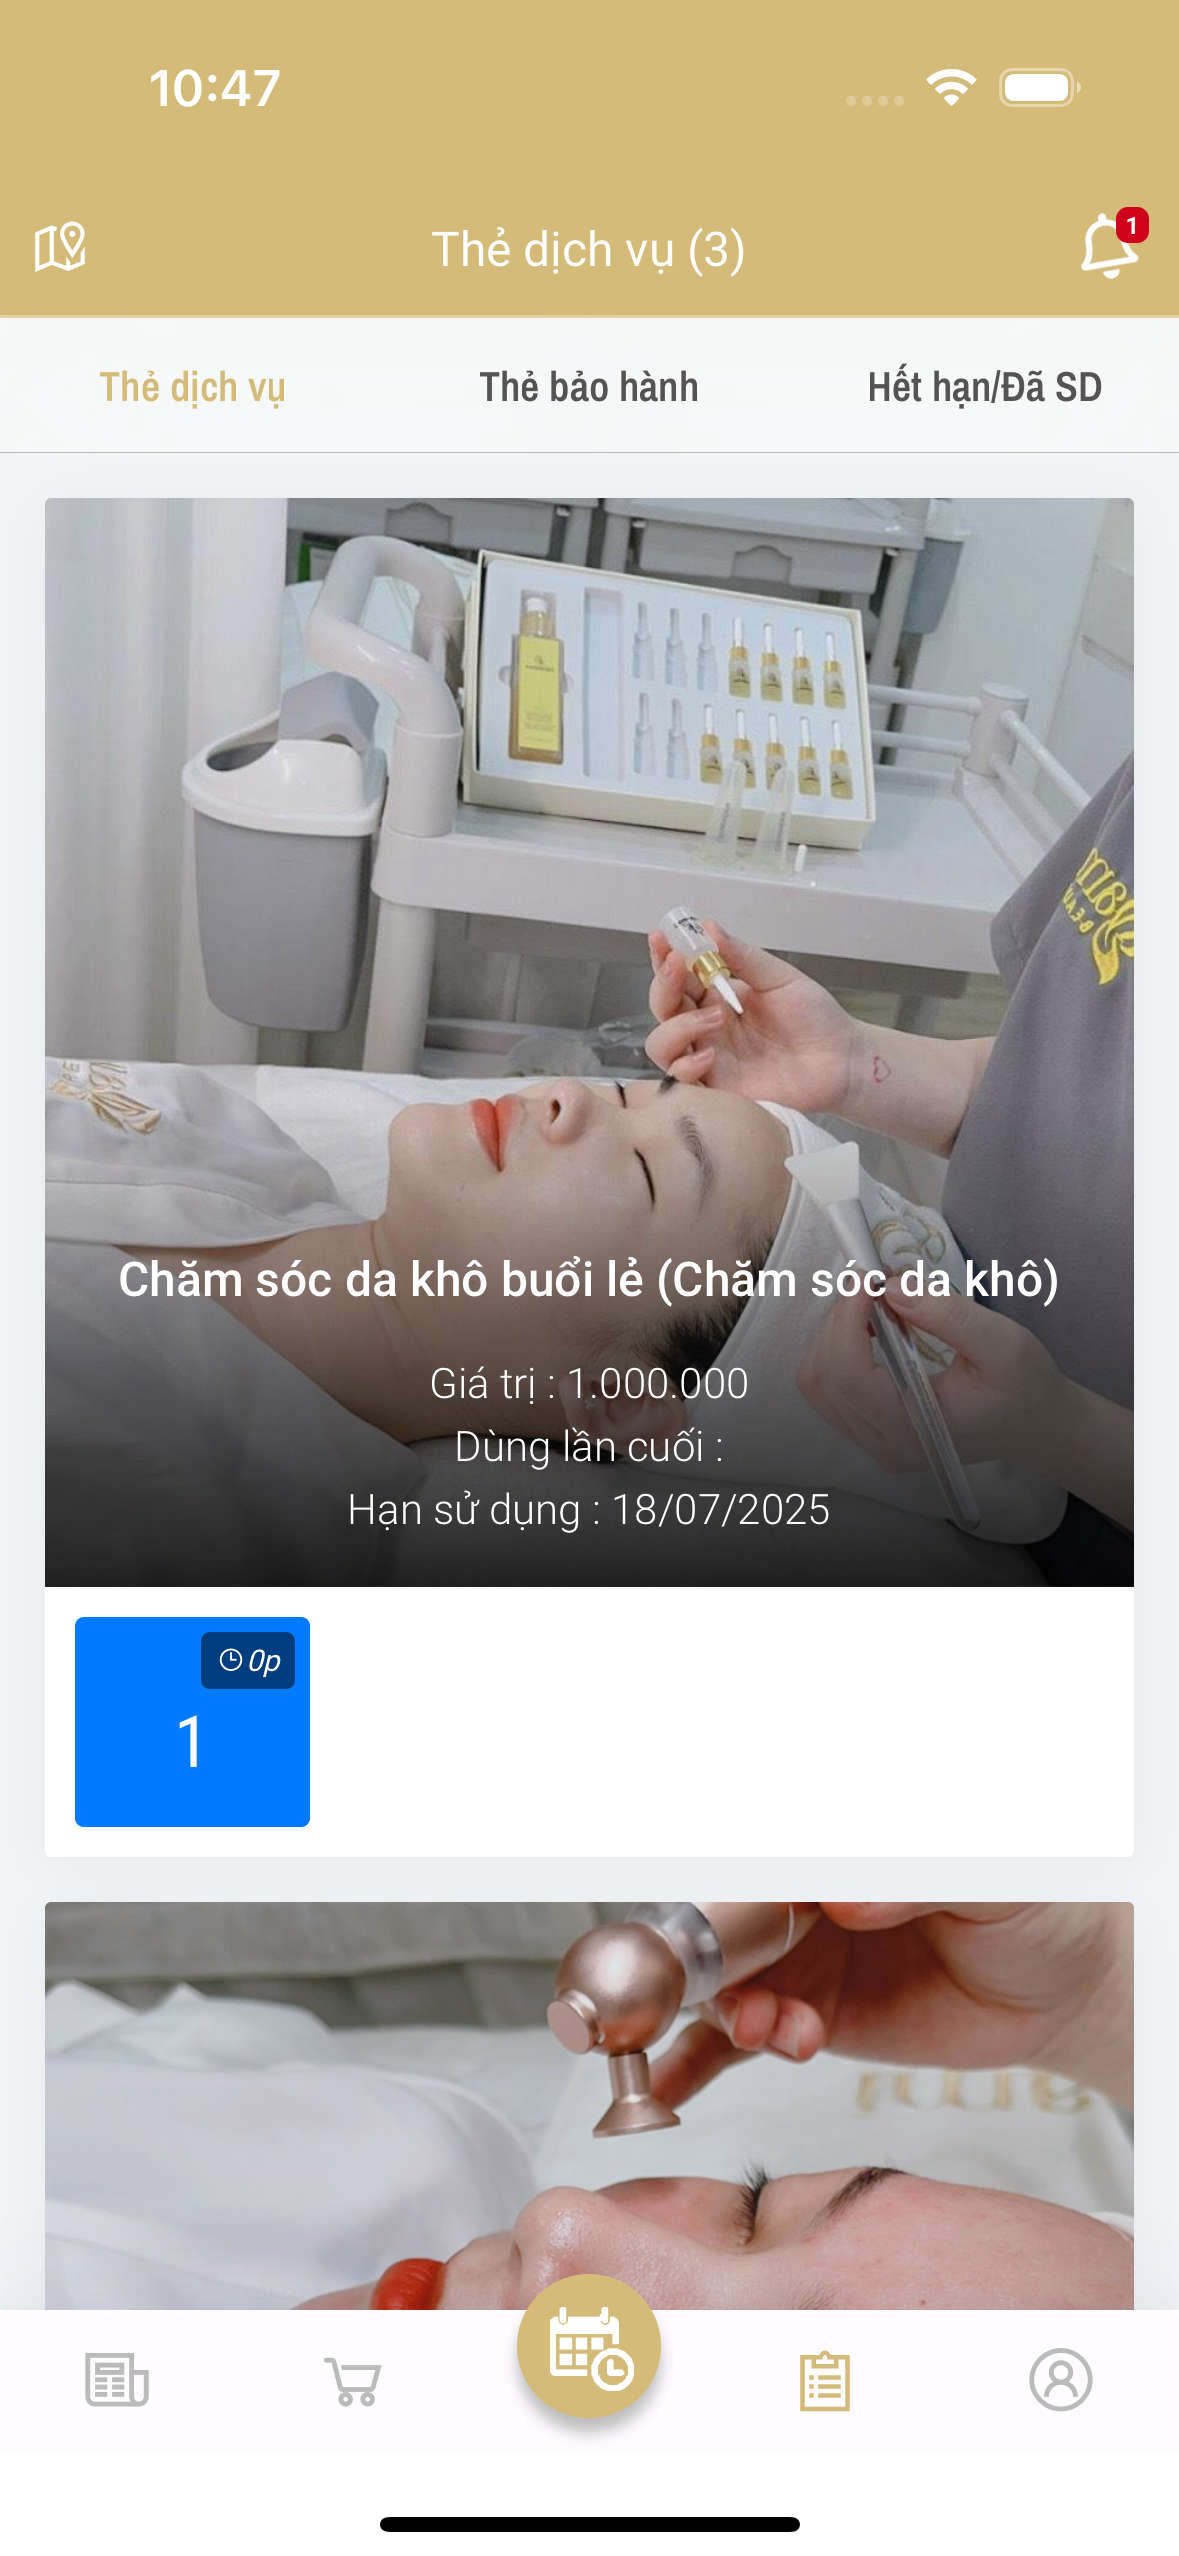 10:47
Thẻ dịch vụ (3)
1
Thẻ dịch vụ
Thẻ bảo hành
Hết hạn/Đã SD
Chăm sóc da khô buổi lẻ (Chăm sóc da khô)
Giá trị : 1.000.000
Dùng lần cuối :
Hạn sử dụng : 18/07/2025
0p
1